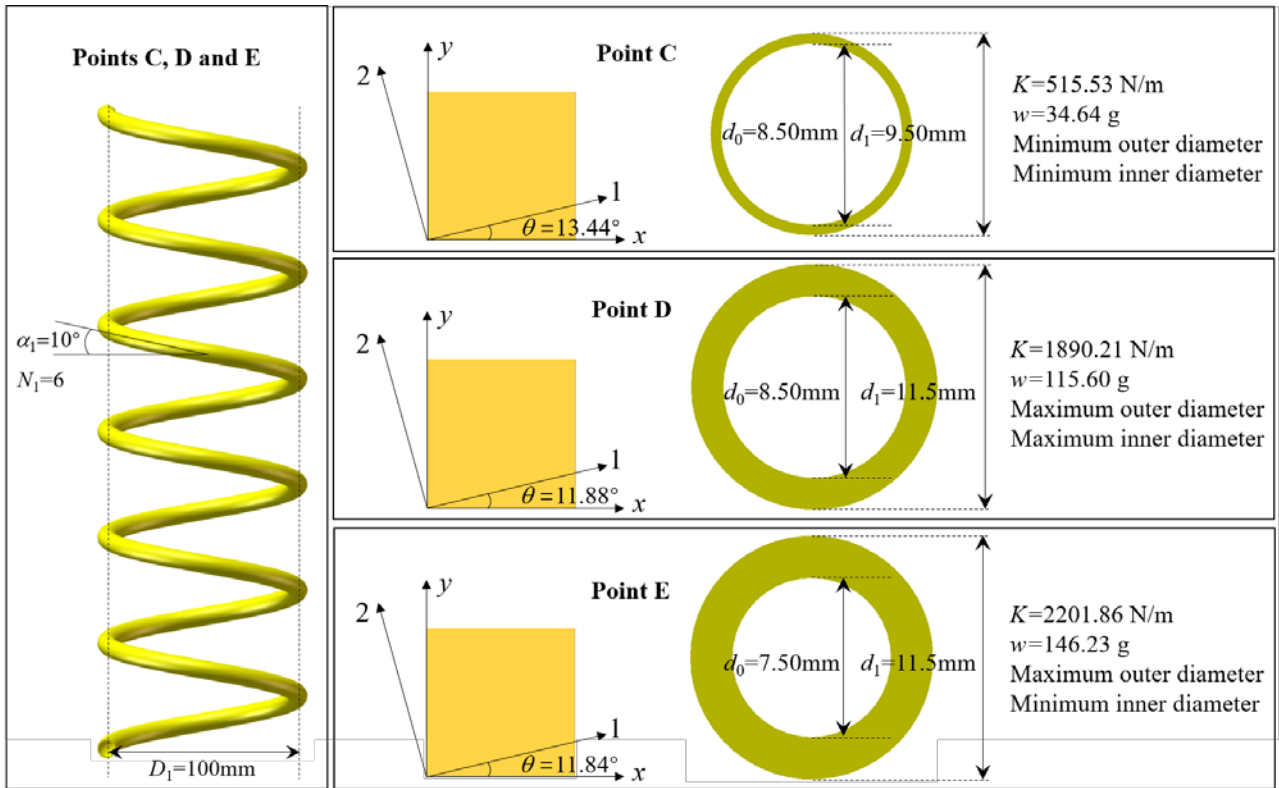 Points C, D and E
α₁=10°
N₁=6
D₁=100mm
Point C
y
2
1
θ=13.44°
x
d₀=8.50mm d₁=9.50mm
K=515.53 N/m
w=34.64 g
Minimum outer diameter
Minimum inner diameter
Point D
y
2
1
θ=11.88°
x
d₀=8.50mm d₁=11.5mm
K=1890.21 N/m
w=115.60 g
Maximum outer diameter
Maximum inner diameter
Point E
y
2
1
θ=11.84°
x
d₀=7.50mm d₁=11.5mm
K=2201.86 N/m
w=146.23 g
Maximum outer diameter
Minimum inner diameter